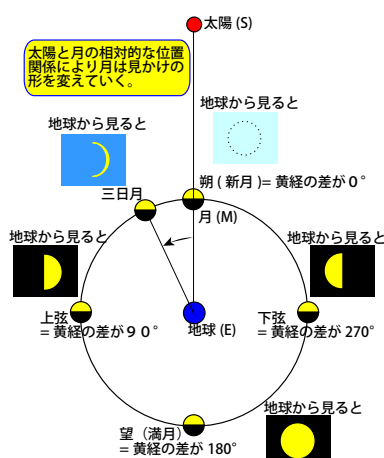 太陽 (S)
太陽と月の相対的な位置
関係により月は見かけの
形を変えていく。
地球から見ると
地球から見ると
三日月
朔 ( 新月 )= 黄経の差が０°
月 (M)
地球から見ると
地球から見ると
上弦
= 黄経の差が９０°
地球 (E)
下弦
= 黄経の差が 270°
地球から見ると
望（満月）
= 黄経の差が 180°